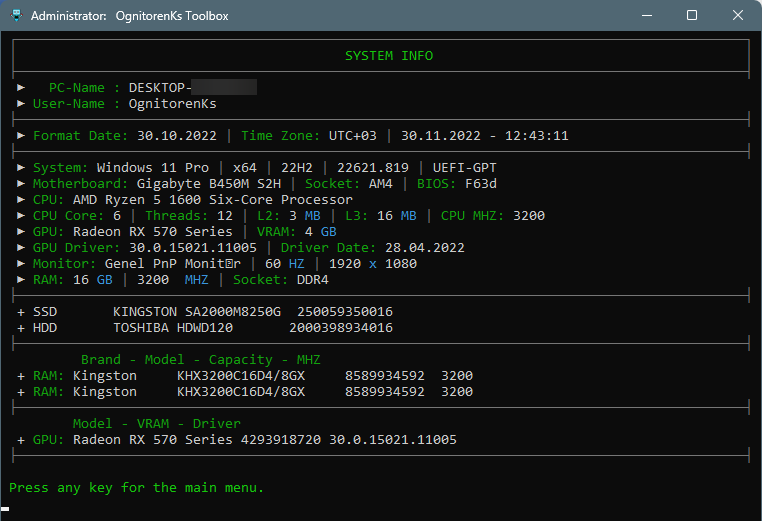 Administrator: OgnitorenKs Toolbox
SYSTEM INFO
► PC-Name : DESKTOP-
► User-Name : OgnitorenKs
► Format Date: 30.10.2022 | Time Zone: UTC+03 | 30.11.2022 - 12:43:11
► System: Windows 11 Pro | x64 | 22H2 | 22621.819 | UEFI-GPT
► Motherboard: Gigabyte B450M S2H | Socket: AM4 | BIOS: F63d
► CPU: AMD Ryzen 5 1600 Six-Core Processor
► CPU Core: 6 | Threads: 12 | L2: 3 MB | L3: 16 MB | CPU MHZ: 3200
► GPU: Radeon RX 570 Series | VRAM: 4 GB
► GPU Driver: 30.0.15021.11005 | Driver Date: 28.04.2022
► Monitor: Genel PnP Monit⍰r | 60 HZ | 1920 x 1080
► RAM: 16 GB | 3200 MHZ | Socket: DDR4
+ SSD KINGSTON SA2000M8250G 250059350016
+ HDD TOSHIBA HDWD120 2000398934016
Brand - Model - Capacity - MHZ
+ RAM: Kingston KHX3200C16D4/8GX 8589934592 3200
+ RAM: Kingston KHX3200C16D4/8GX 8589934592 3200
Model - VRAM - Driver
+ GPU: Radeon RX 570 Series 4293918720 30.0.15021.11005
Press any key for the main menu.